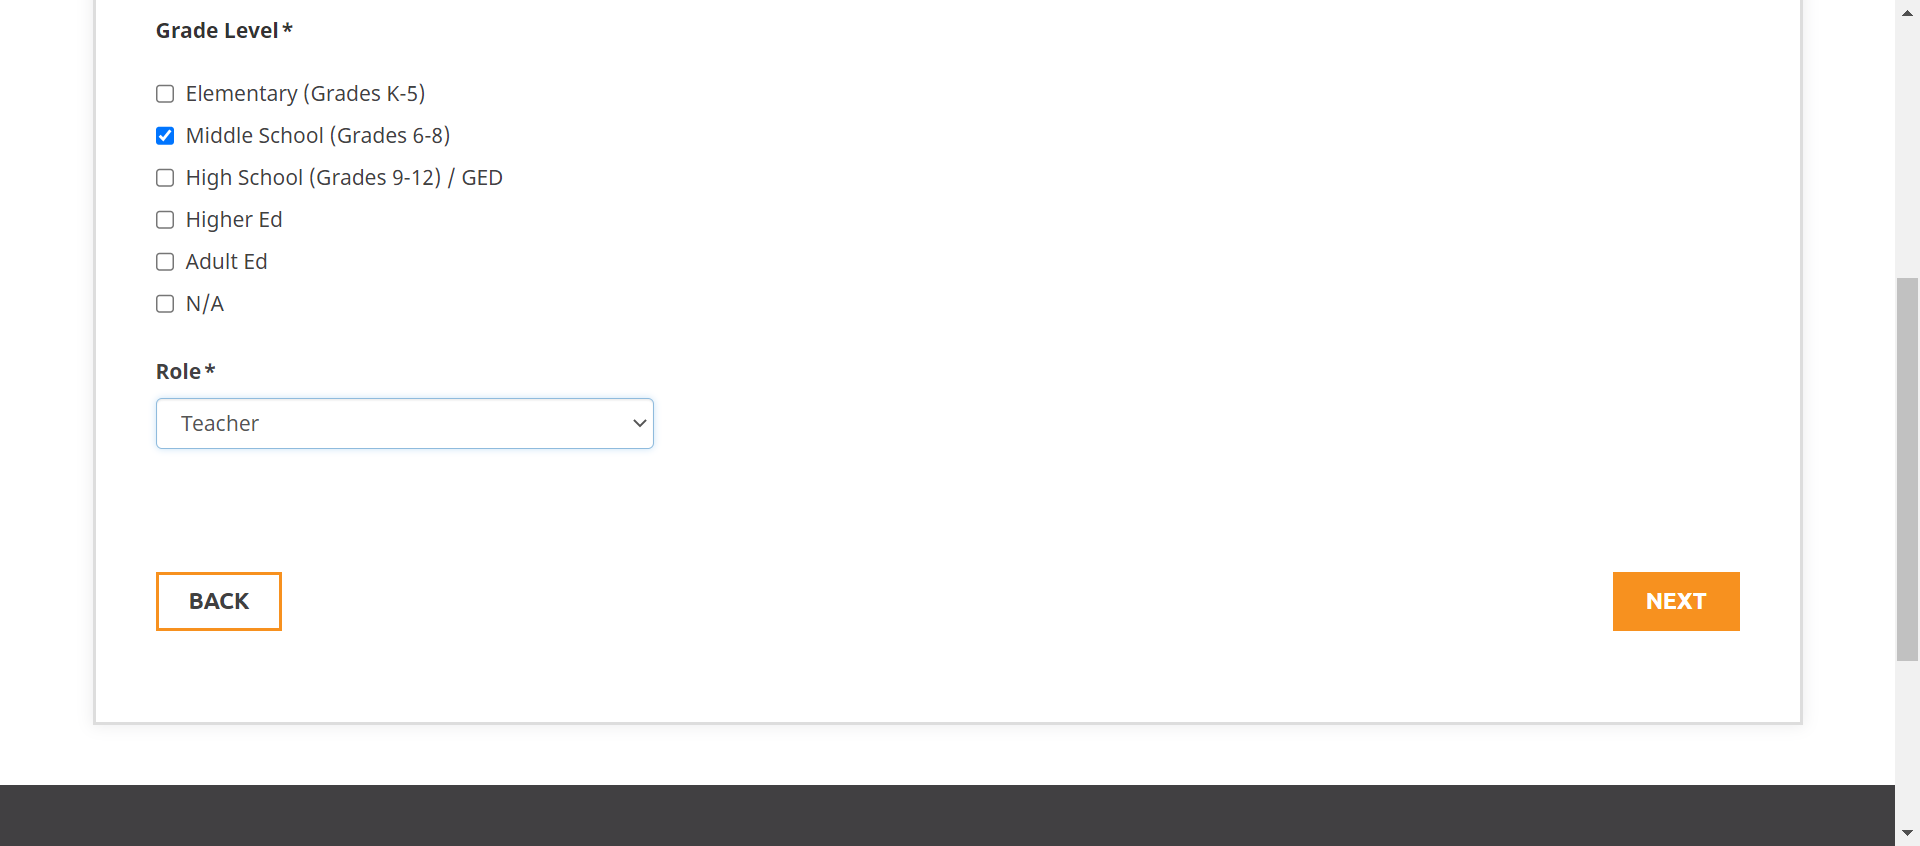 Grade Level*
Elementary (Grades K-5)
Middle School (Grades 6-8)
High School (Grades 9-12) / GED
Higher Ed
Adult Ed
N/A
Role*
Teacher
BACK
NEXT